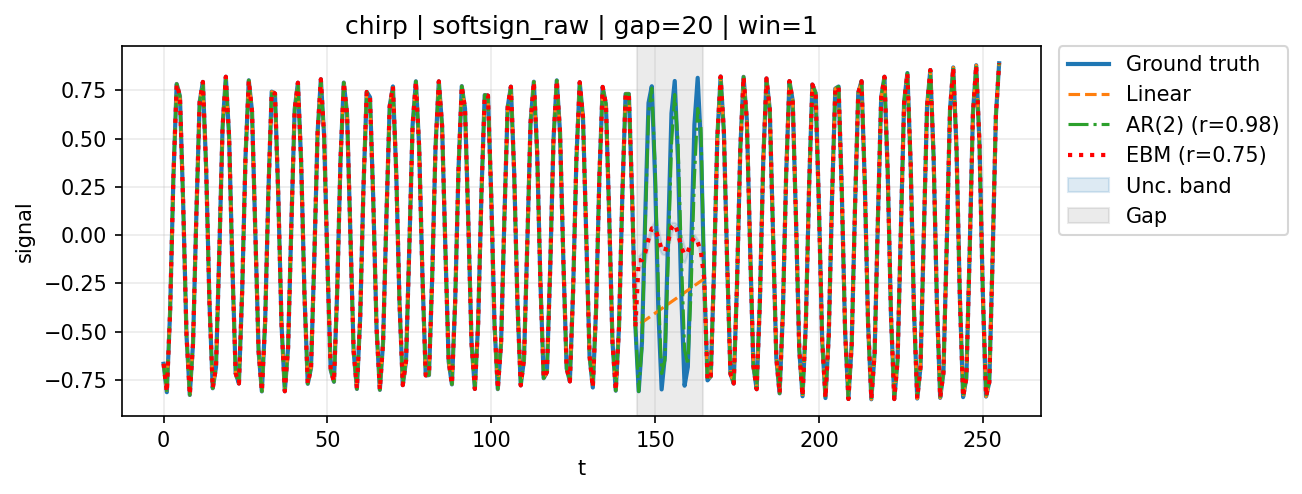 chirp | softsign_raw | gap=20 | win=1
signal
0.75
0.50
0.25
0.00
−0.25
−0.50
−0.75
0 50 100 150 200 250
t
Ground truth
Linear
AR(2) (r=0.98)
EBM (r=0.75)
Unc. band
Gap